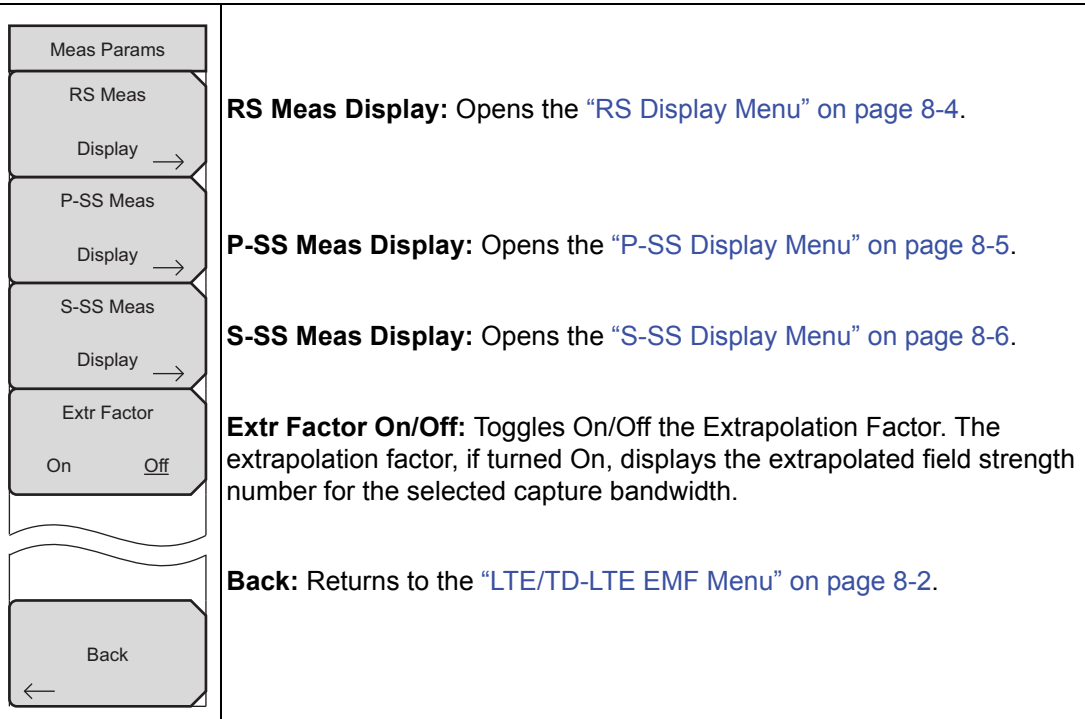 Meas Params
RS Meas
Display
P-SS Meas
Display
S-SS Meas
Display
Extr Factor
On Off
Back
RS Meas Display: Opens the “RS Display Menu” on page 8-4.
P-SS Meas Display: Opens the “P-SS Display Menu” on page 8-5.
S-SS Meas Display: Opens the “S-SS Display Menu” on page 8-6.
Extr Factor On/Off: Toggles On/Off the Extrapolation Factor. The
extrapolation factor, if turned On, displays the extrapolated field strength
number for the selected capture bandwidth.
Back: Returns to the “LTE/TD-LTE EMF Menu” on page 8-2.